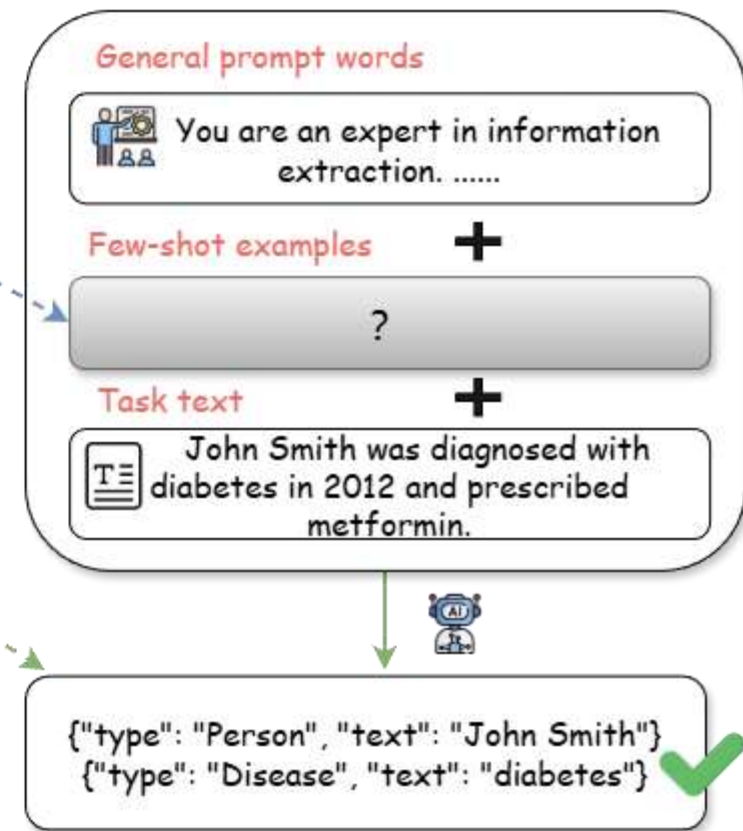 General prompt words
You are an expert in information
extraction. ......
Few-shot examples
+
?
Task text
+
John Smith was diagnosed with
diabetes in 2012 and prescribed
metformin.
T
AI
{"type": "Person", "text": "John Smith"}
{"type": "Disease", "text": "diabetes"}